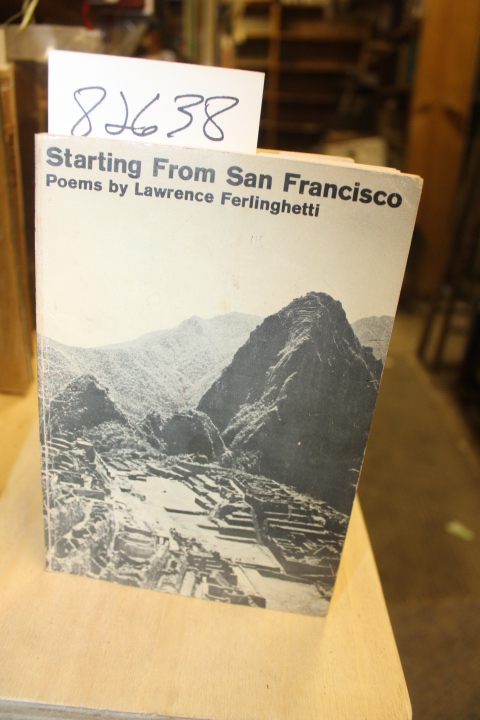 82638
Starting From San Francisco
Poems by Lawrence Ferlinghetti